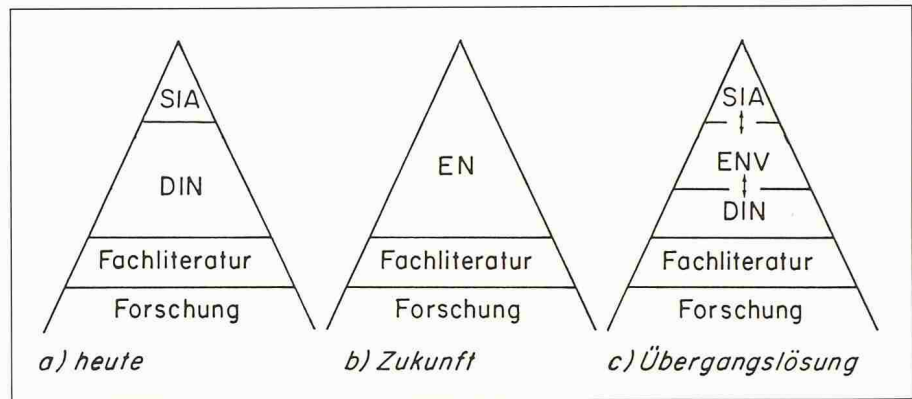 SIA
DIN
Fachliteratur
Forschung
a) heute
EN
Fachliteratur
Forschung
b) Zukunft
SIA
ENV
DIN
Fachliteratur
Forschung
c) Übergangslösung